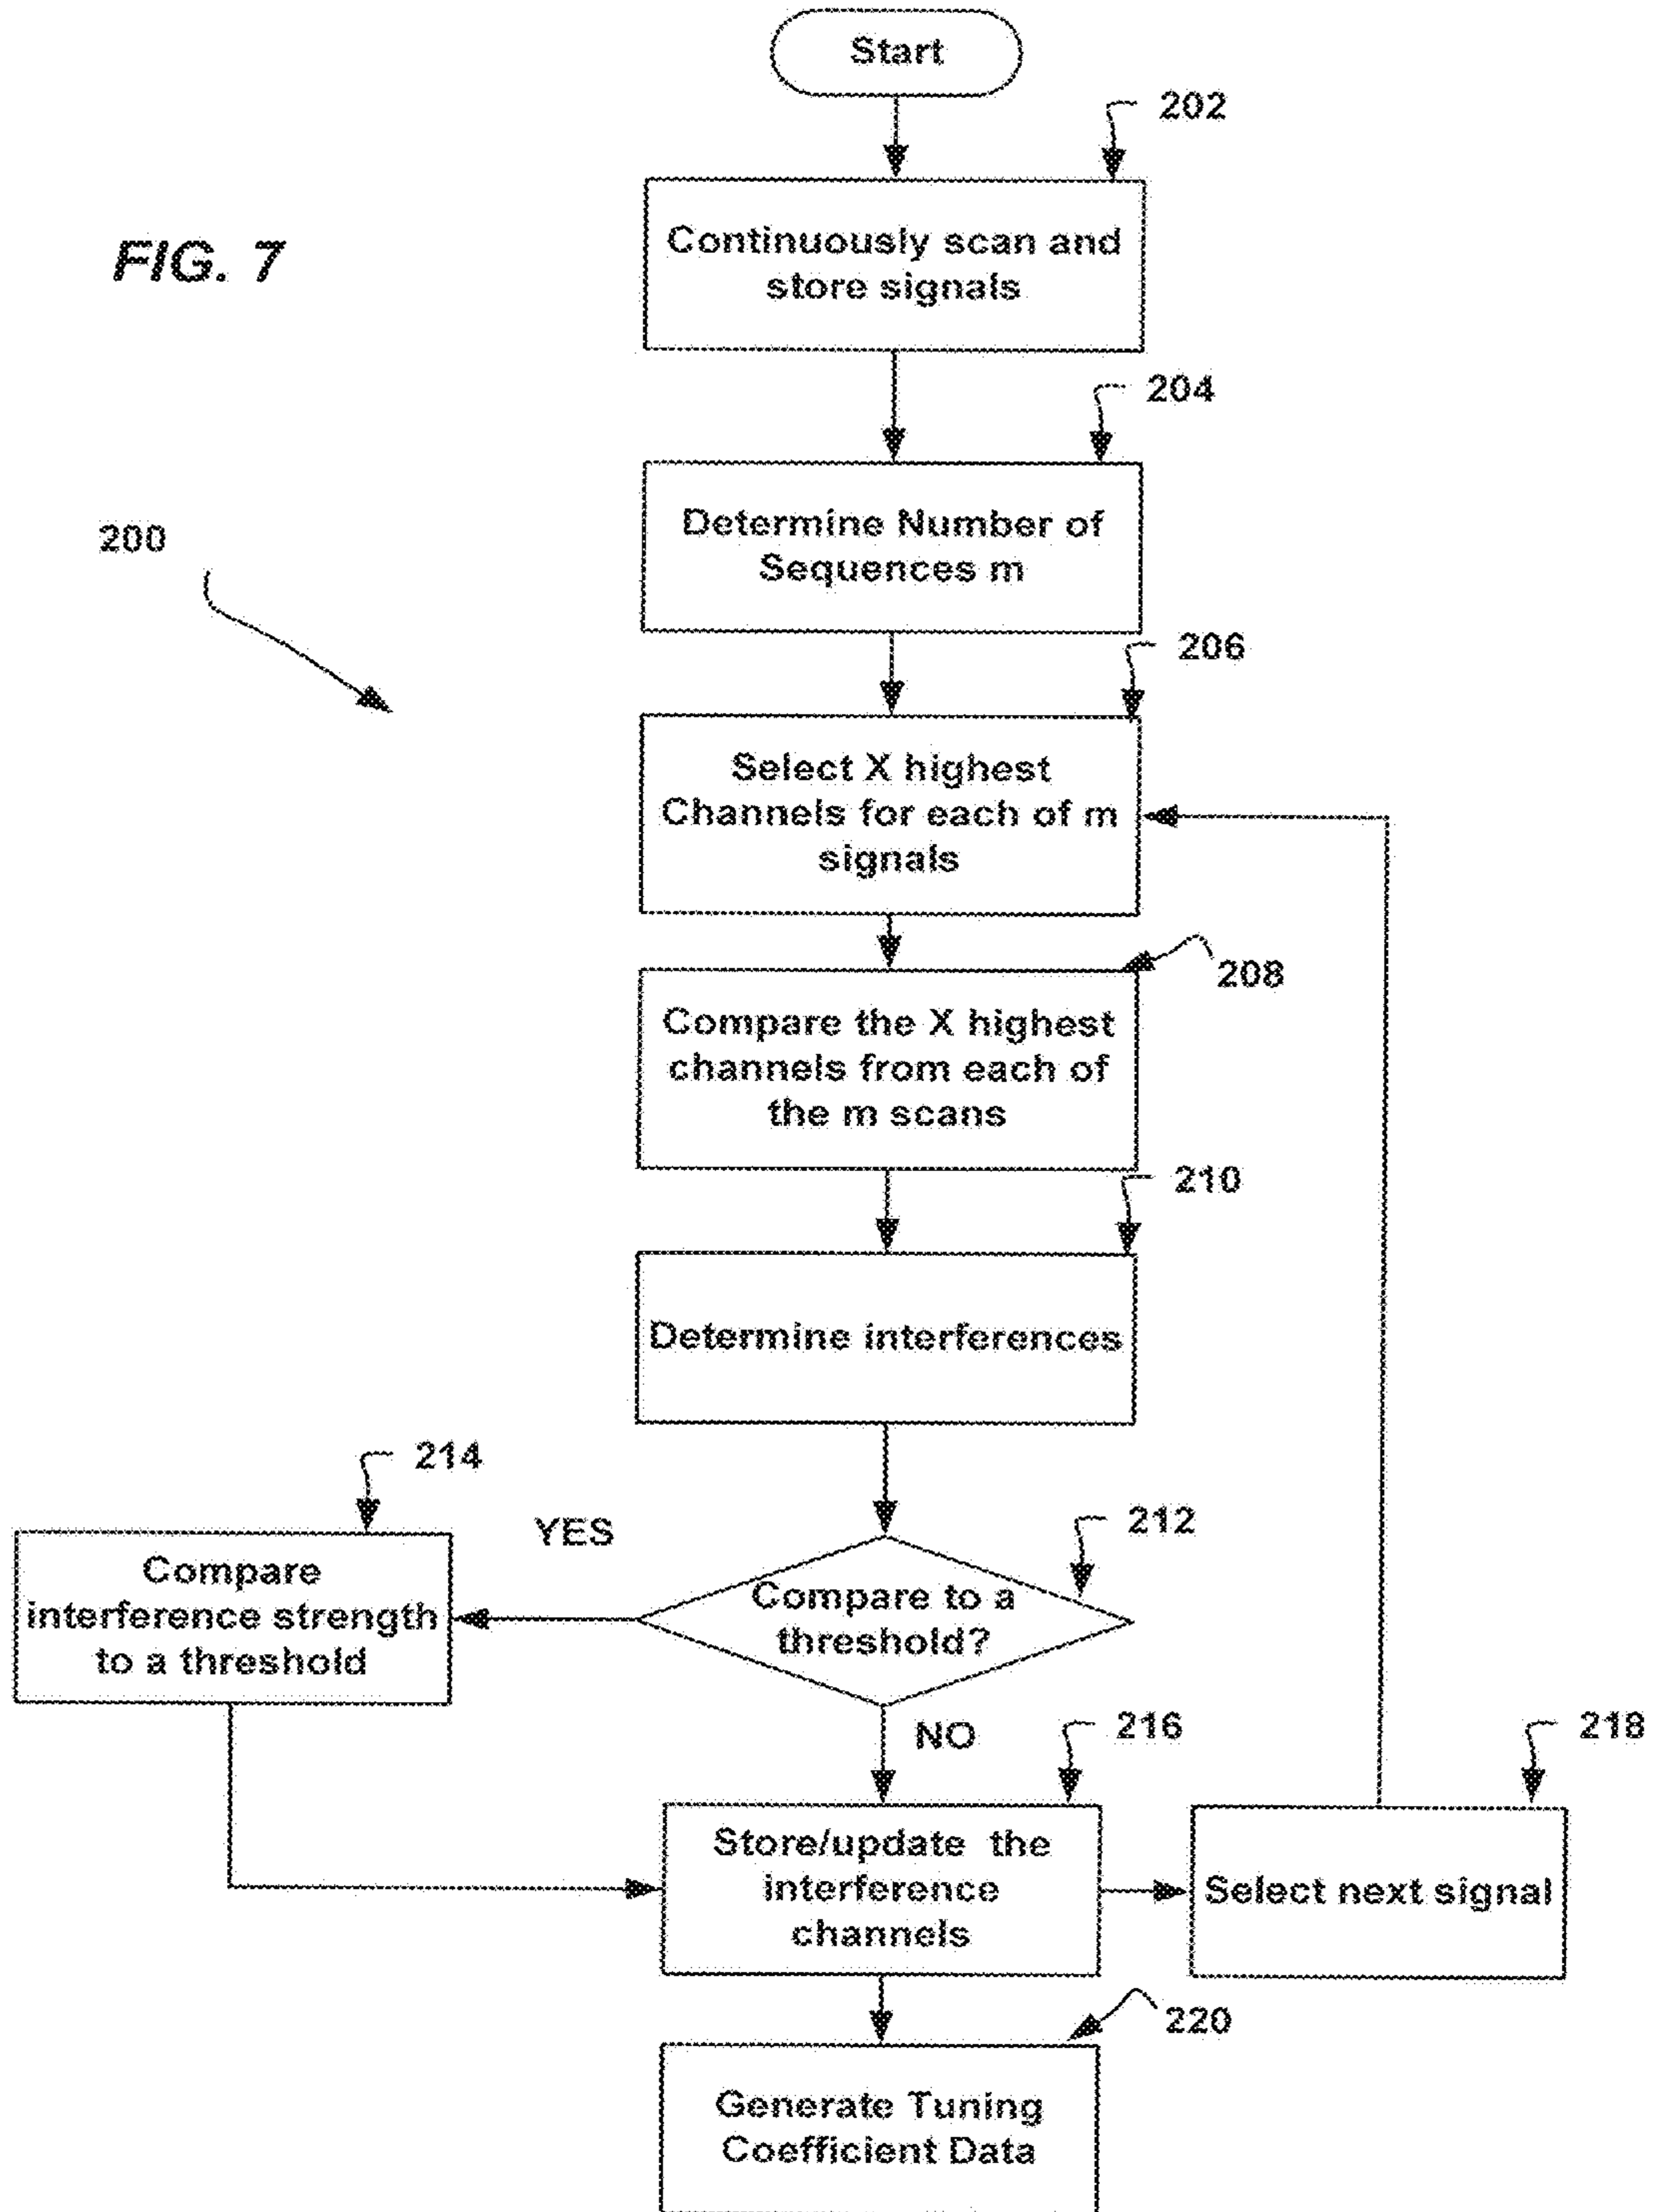 Start
202
Continuously scan and
store signals
FIG. 7
204
Determine Number of
Sequences m
200
206
Select X highest
Channels for each of m
signals
208
Compare the X highest
channels from each of
the m scans
210
Determine interferences
214
YES
212
Compare
interference strength
to a threshold
Compare to a
threshold?
NO
216
218
Store/update the
interference
channels
Select next signal
220
Generate Tuning
Coefficient Data